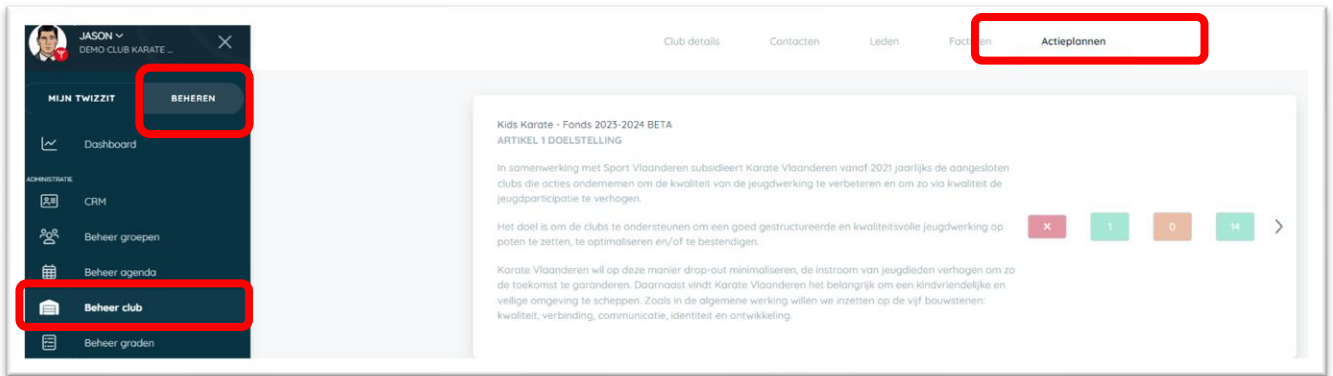 JASON
DEMO CLUB KARATE ...
MIJN TWIZZIT
BEHEREN
Dashboard
ADMINISTRATIE
CRM
Beheer groepen
Beheer agenda
Beheer club
Beheer graden
Club details
Contacten
Leden
Facturen
Actieplannen
Kids Karate - Fonds 2023-2024 BETA
ARTIKEL 1 DOELSTELLING
In samenwerking met Sport Vlaanderen subsidieert Karate Vlaanderen vanaf 2021 jaarlijks de aangesloten
clubs die acties ondernemen om de kwaliteit van de jeugdwerking te verbeteren en om zo via kwaliteit de
jeugdparticipatie te verhogen.
Het doel is om de clubs te ondersteunen om een goed gestructureerde en kwaliteitsvolle jeugdwerking op
poten te zetten, te optimaliseren en/of te bestendigen.
Karate Vlaanderen wil op deze manier drop-out minimaliseren, de instroom van jeugdleden verhogen om zo
de toekomst te garanderen. Daarnaast vindt Karate Vlaanderen het belangrijk om een kindvriendelijke en
veilige omgeving te scheppen. Zoals in de algemene werking willen we inzetten op de vijf bouwstenen:
kwaliteit, verbinding, communicatie, identiteit en ontwikkeling.
1
0
14